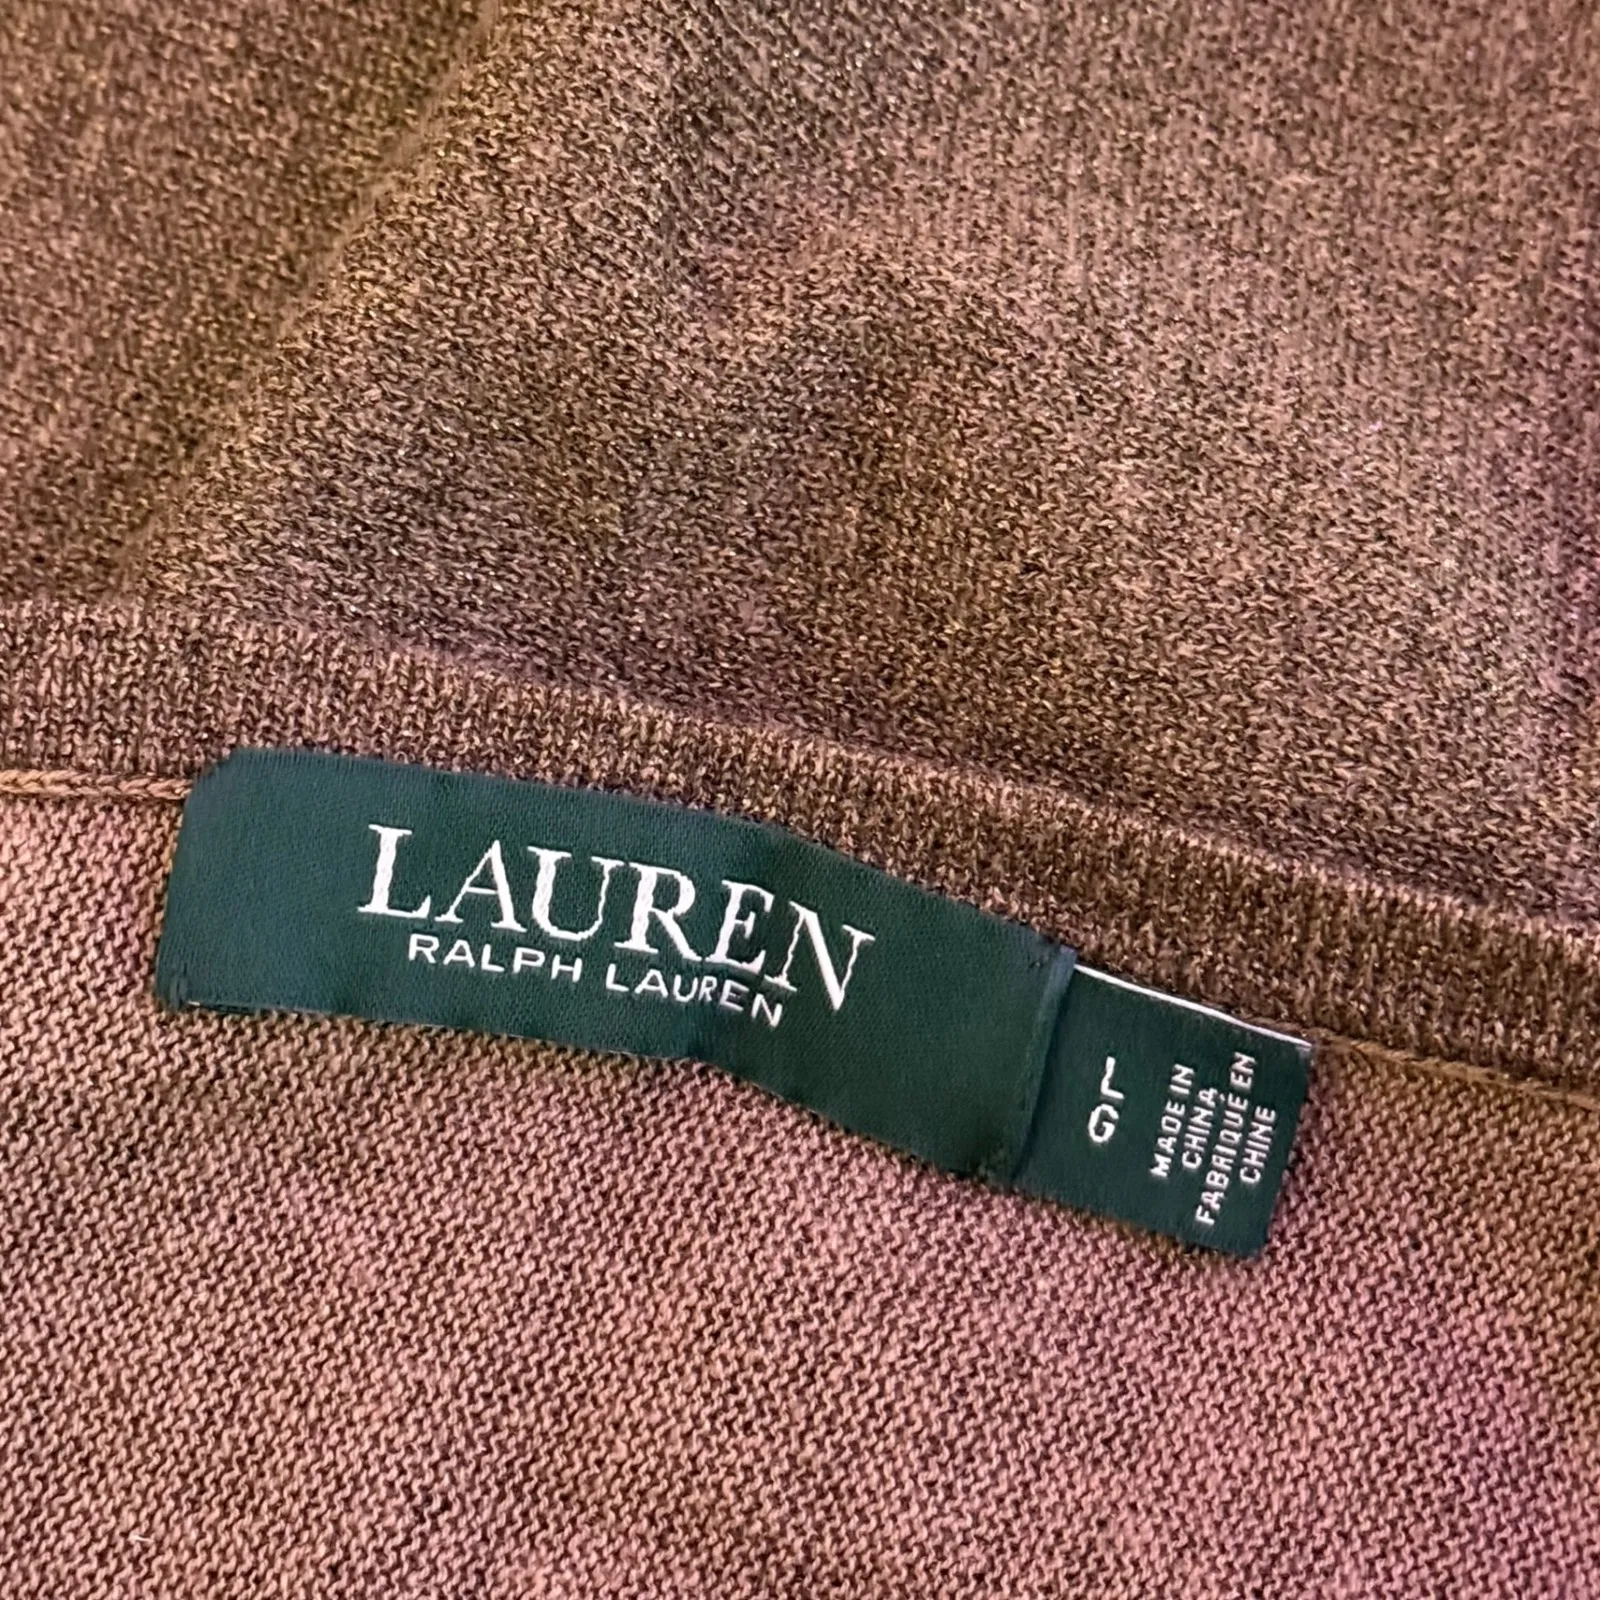 LAUREN
RALPH LAUREN
L
G
MADE IN
CHINA
FABRIQUÉ EN
CHINE